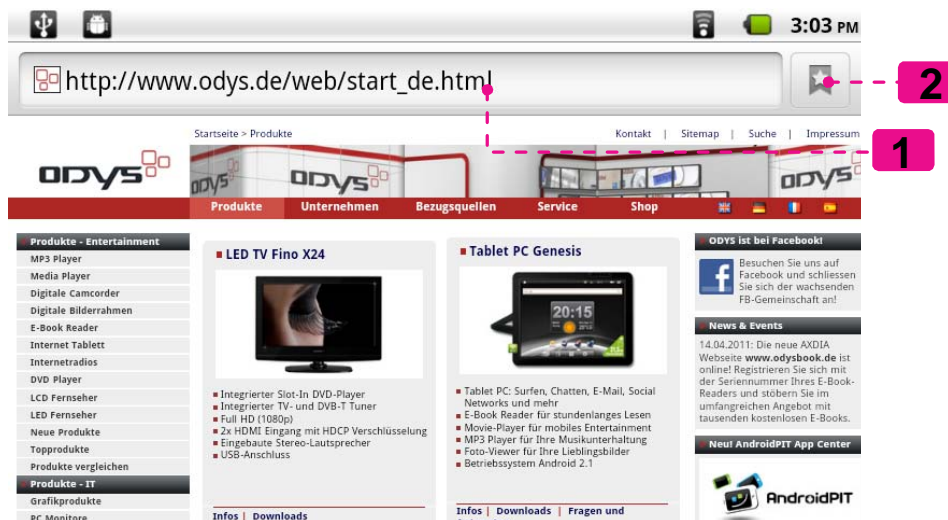 3:03 PM
http://www.odys.de/web/start_de.html
2
1
Startseite > Produkte
Kontakt | Sitemap | Suche | Impressum
ODYS
ODYS
ODYS
ODYS
Produkte Unternehmen Bezugsquellen Service Shop
Produkte - Entertainment
MP3 Player
Media Player
Digitale Camcorder
Digitale Bilderrahmen
E-Book Reader
Internet Tablett
Internetradios
DVD Player
LCD Fernseher
LED Fernseher
Neue Produkte
Topprodukte
Produkte vergleichen
Produkte - IT
Grafikprodukte
PC Monitore
LED TV Fino X24
Integrierter Slot-In DVD-Player
Integrierter TV- und DVB-T Tuner
Full HD (1080p)
2x HDMI Eingang mit HDCP Verschlüsselung
Eingebaute Stereo-Lautsprecher
USB-Anschluss
Infos | Downloads
Tablet PC Genesis
20:15
Tablet PC: Surfen, Chatten, E-Mail, Social
Networks und mehr
E-Book Reader für stundenlanges Lesen
Movie-Player für mobiles Entertainment
MP3 Player für Ihre Musikunterhaltung
Foto-Viewer für Ihre Lieblingsbilder
Betriebssystem Android 2.1
Infos | Downloads | Fragen und
ODYS ist bei Facebook!
Besuchen Sie uns auf
Facebook und schliessen
Sie sich der wachsenden
FB-Gemeinschaft an!
News & Events
14.04.2011: Die neue AXDIA
Webseite www.odysbook.de ist
online! Registrieren Sie sich mit
der Seriennummer Ihres E-Book-
Readers und stöbern Sie im
umfangreichen Angebot mit
tausenden kostenlosen E-Books.
Neu! AndroidPIT App Center
AndroidPIT